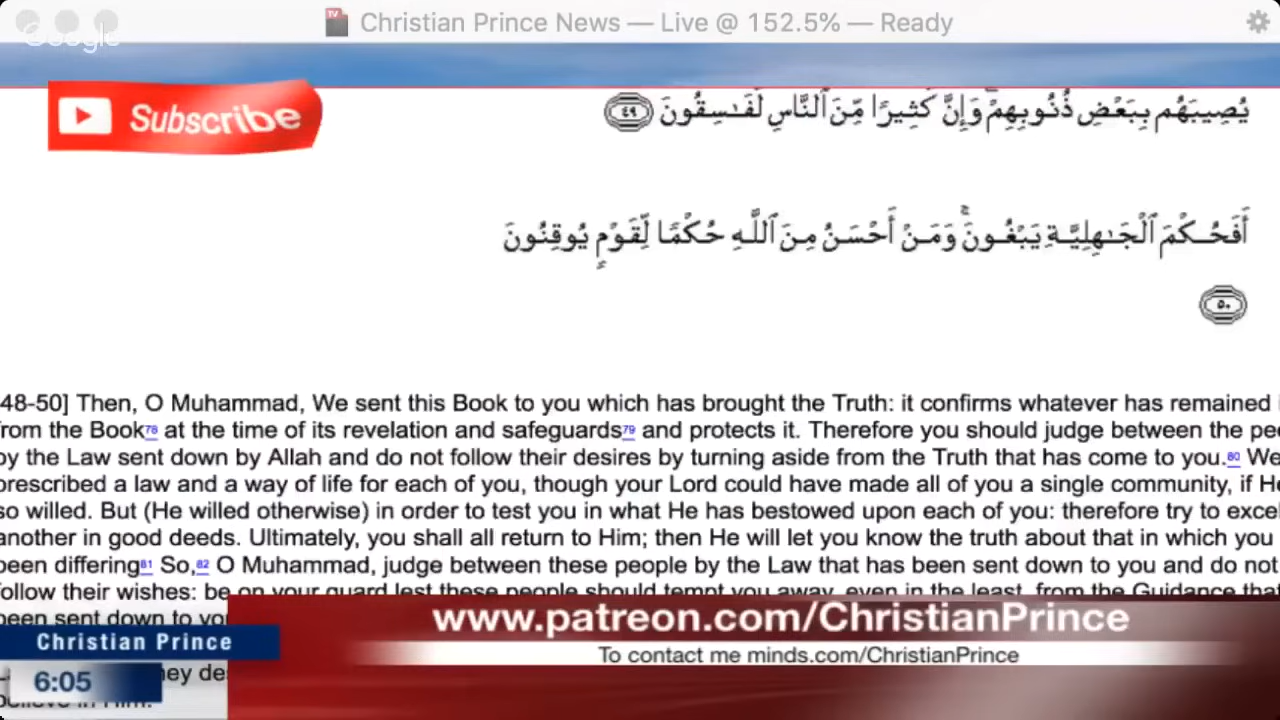 Christian Prince News — Live @ 152.5% — Ready
Google
Subscribe
يُصِيبَهُم بِبَعْضِ ذُنُوبِهِمْ ۗ وَإِنَّ كَثِيرًا مِّنَ ٱلنَّاسِ لَفَـٰسِقُونَ ٤٩
أَفَحُكْمَ ٱلْجَـٰهِلِيَّةِ يَبْغُونَ ۚ وَمَنْ أَحْسَنُ مِنَ ٱللَّهِ حُكْمًا لِّقَوْمٍ يُوقِنُونَ
٥٠
48-50] Then, O Muhammad, We sent this Book to you which has brought the Truth: it confirms whatever has remained
from the Book78 at the time of its revelation and safeguards79 and protects it. Therefore you should judge between the
by the Law sent down by Allah and do not follow their desires by turning aside from the Truth that has come to you.80 We
prescribed a law and a way of life for each of you, though your Lord could have made all of you a single community, if He
so willed. But (He willed otherwise) in order to test you in what He has bestowed upon each of you: therefore try to excel
another in good deeds. Ultimately, you shall all return to Him; then He will let you know the truth about that in which you
been differing81 So,82 O Muhammad, judge between these people by the Law that has been sent down to you and do not
follow their wishes: be on your guard lest these people should tempt you away, even in the least, from the Guidance that
been sent down to
www.patreon.com/ChristianPrince
Christian Prince
To contact me minds.com/ChristianPrince
6:05
believe in Him.